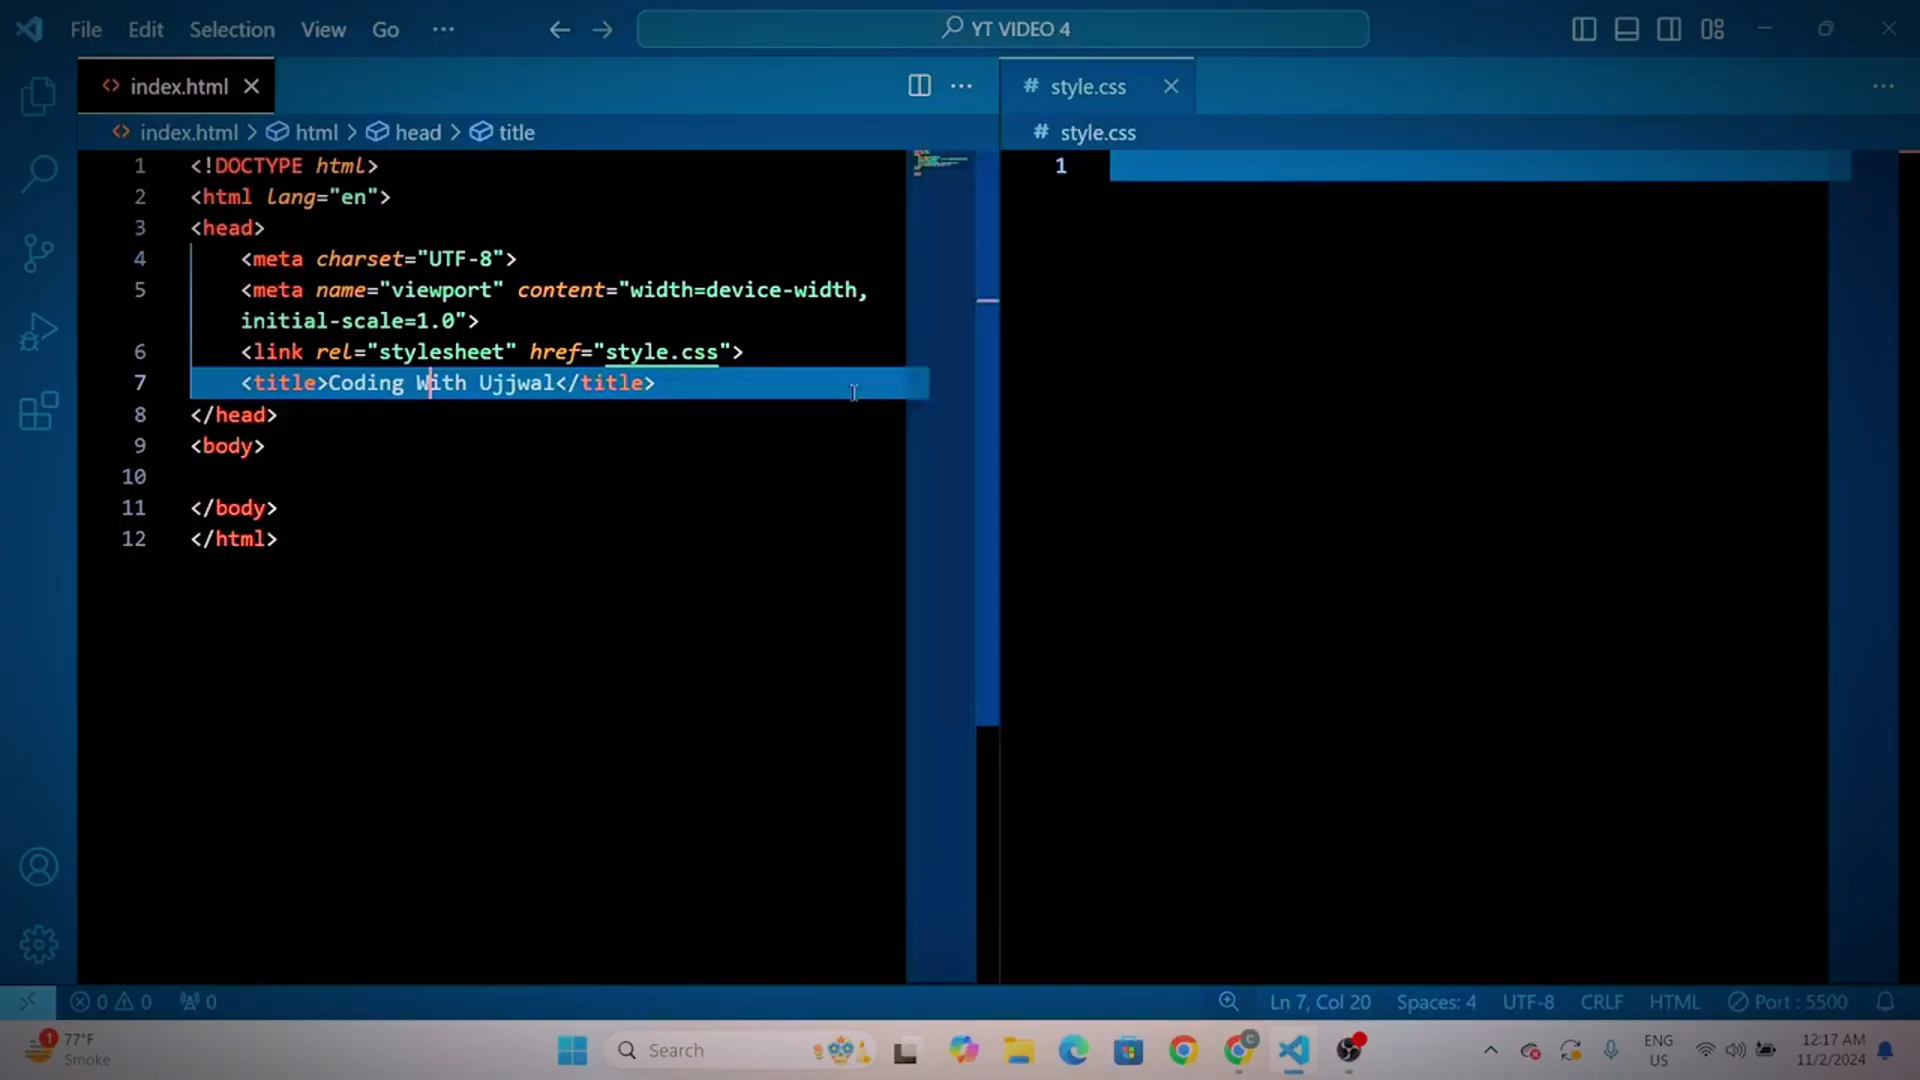 File Edit Selection View Go ··· ← → YT VIDEO 4
<> index.html
# style.css
<> index.html > html > head > title
# style.css
1 <!DOCTYPE html>
2 <html lang="en">
3 <head>
4 <meta charset="UTF-8">
5 <meta name="viewport" content="width=device-width,
initial-scale=1.0">
6 <link rel="stylesheet" href="style.css">
7 <title>Coding With Ujjwal</title>
8 </head>
9 <body>
10
11 </body>
12 </html>
1
0 0 0 Ln 7, Col 20 Spaces: 4 UTF-8 CRLF HTML Port : 5500
1
77°F
Smoke
Search
C
ENG
US
12:17 AM
11/2/2024